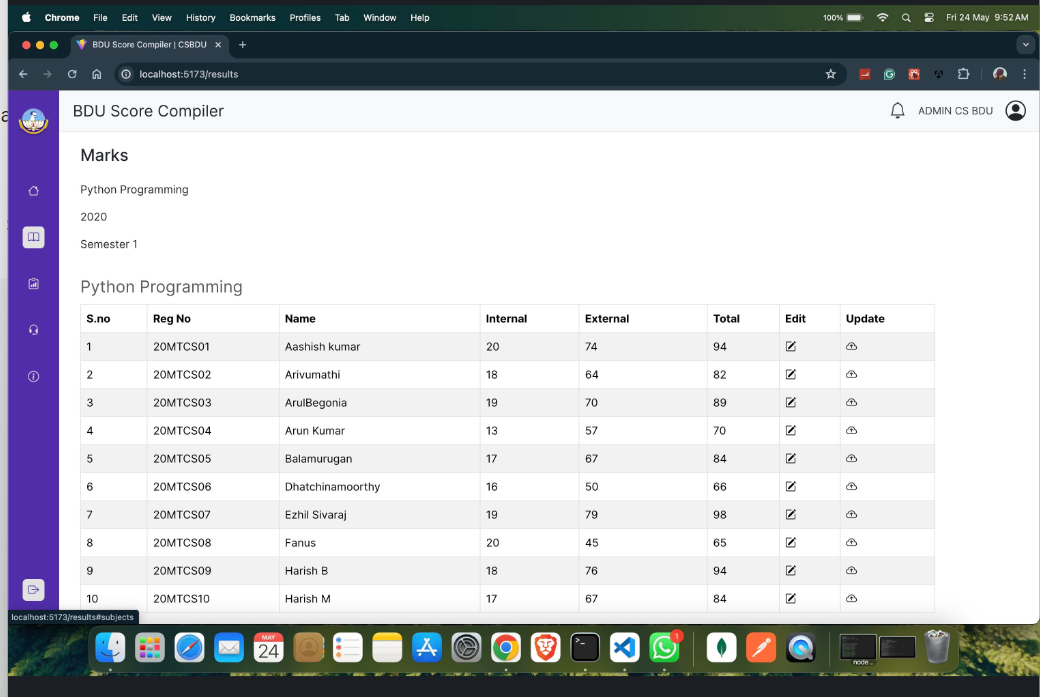 Chrome File Edit View History Bookmarks Profiles Tab Window Help 100% Fri 24 May 9:52 AM
BDU Score Compiler | CSBDU
localhost:5173/results
BDU Score Compiler ADMIN CS BDU
Marks
Python Programming
2020
Semester 1
Python Programming
S.no Reg No Name Internal External Total Edit Update
1 20MTCS01 Aashish kumar 20 74 94
2 20MTCS02 Arivumathi 18 64 82
3 20MTCS03 ArulBegonia 19 70 89
4 20MTCS04 Arun Kumar 13 57 70
5 20MTCS05 Balamurugan 17 67 84
6 20MTCS06 Dhatchinamoorthy 16 50 66
7 20MTCS07 Ezhil Sivaraj 19 79 98
8 20MTCS08 Fanus 20 45 65
9 20MTCS09 Harish B 18 76 94
10 20MTCS10 Harish M 17 67 84
localhost:5173/results#subjects
MAY
24
1
node